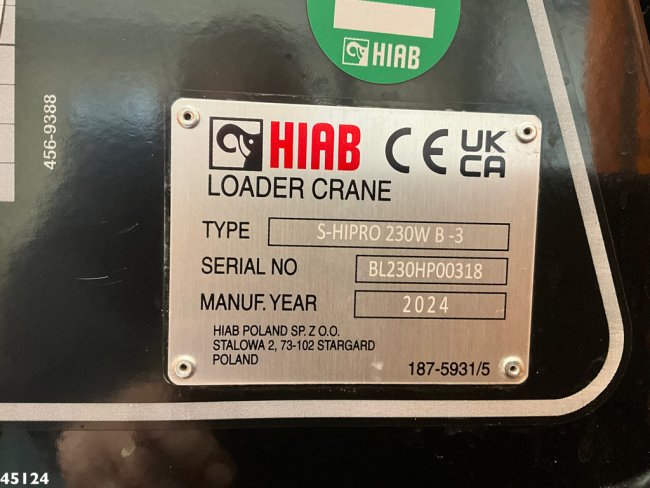 HIAB
456-9388
HIAB CE UK
CA
LOADER CRANE
TYPE S-HIPRO 230W B -3
SERIAL NO BL230HP00318
MANUF. YEAR 2024
HIAB POLAND SP. Z O.O.
STALOWA 2, 73-102 STARGARD
POLAND
187-5931/5
45124